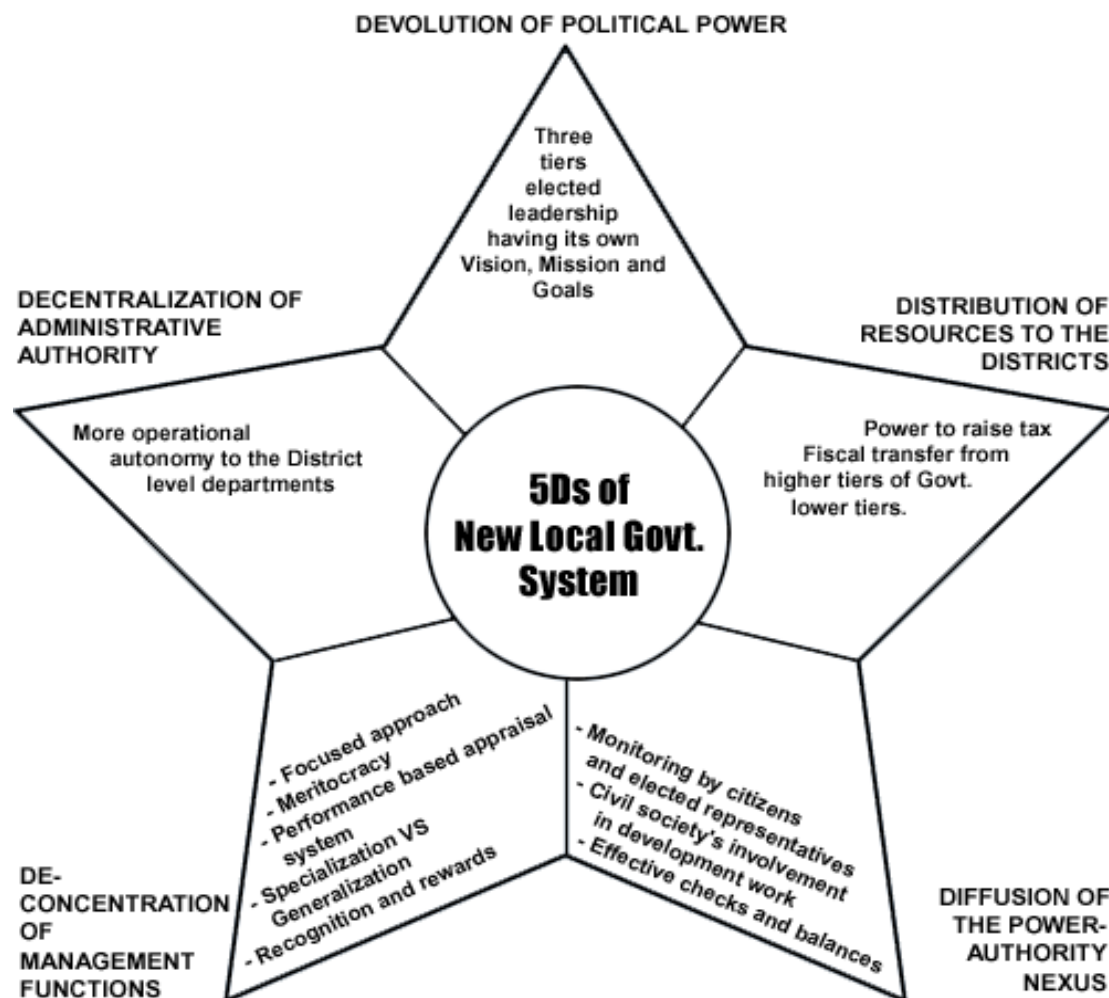 DEVOLUTION OF POLITICAL POWER
Three
tiers
elected
leadership
having its own
Vision, Mission and
Goals
DECENTRALIZATION OF
ADMINISTRATIVE
AUTHORITY
More operational
autonomy to the District
level departments
DISTRIBUTION OF
RESOURCES TO THE
DISTRICTS
Power to raise tax
Fiscal transfer from
higher tiers of Govt.
lower tiers.
5Ds of
New Local Govt.
System
- Focused approach
- Meritocracy
- Performance based appraisal
system
- Specialization VS
Generalization
- Recognition and rewards
DE-
CONCENTRATION
OF
MANAGEMENT
FUNCTIONS
- Monitoring by citizens
and elected representatives
- Civil society's involvement
in development work
- Effective checks and balances
DIFFUSION OF
THE POWER-
AUTHORITY
NEXUS